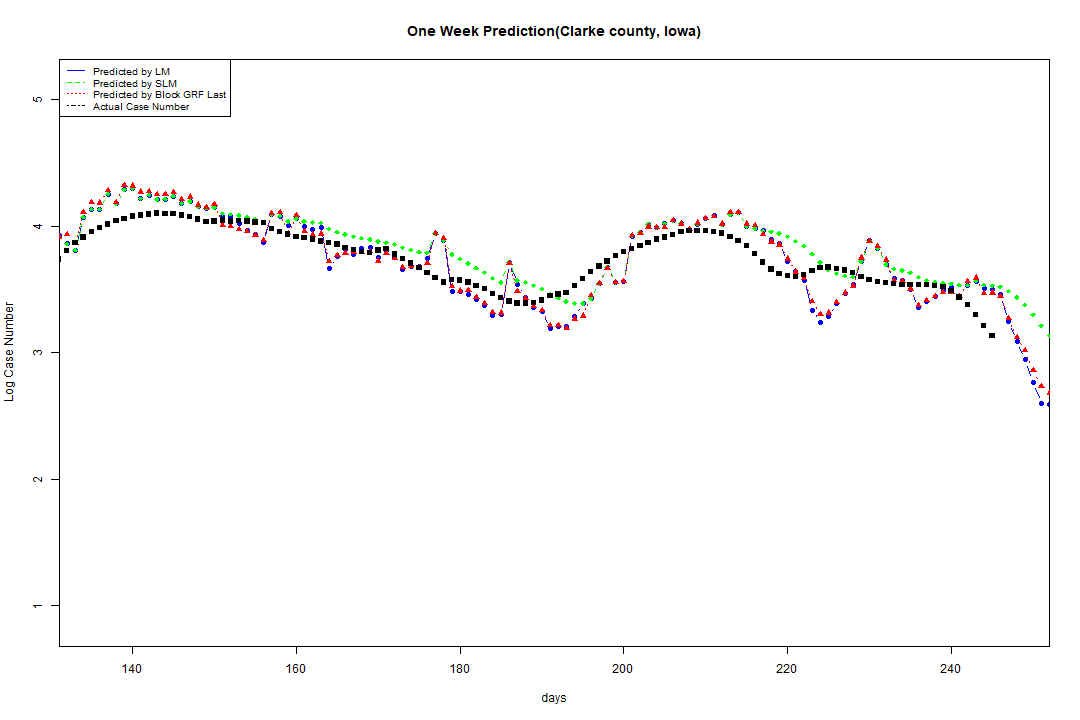 One Week Prediction(Clarke county, Iowa)
Predicted by LM
Predicted by SLM
Predicted by Block GRF Last
Actual Case Number
5
4
3
2
1
Log Case Number
140 160 180 200 220 240
days